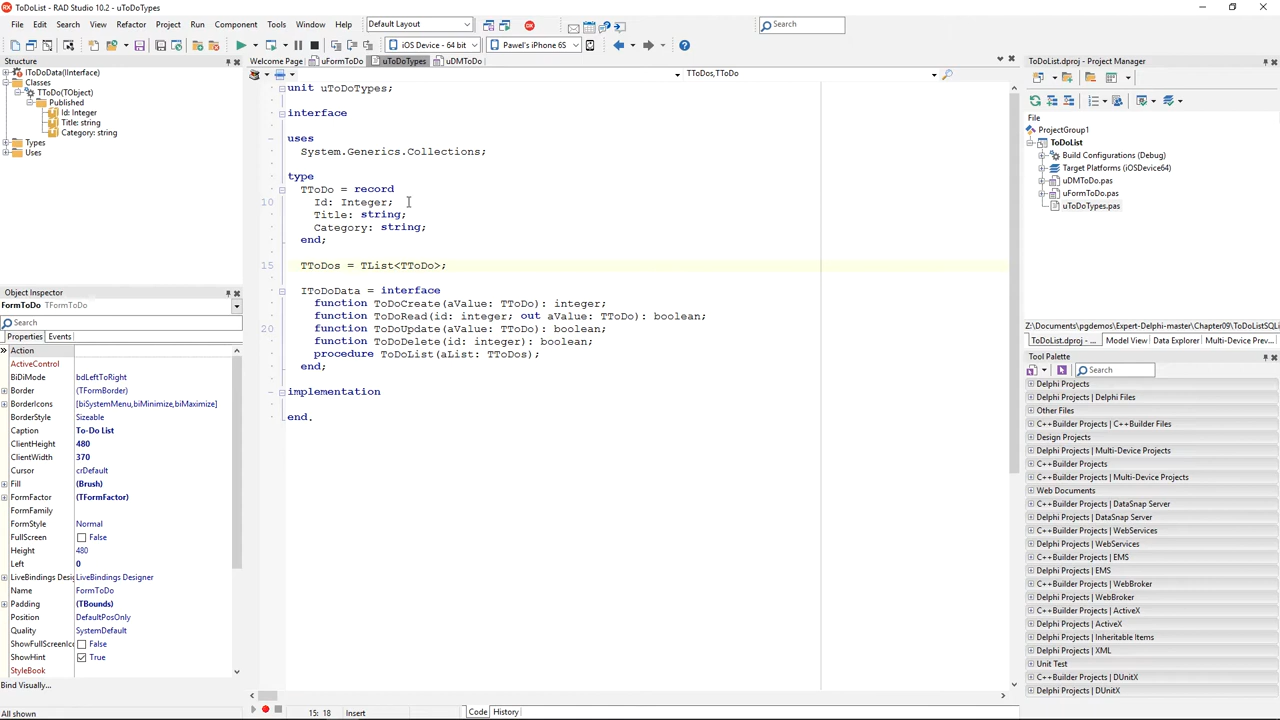 ToDoList - RAD Studio 10.2 - uToDoTypes
File Edit Search View Refactor Project Run Component Tools Window Help
Default Layout
Search
iOS Device - 64 bit
Pawel's iPhone 6S
Structure
IToDoData(IInterface)
Classes
TToDo(TObject)
Published
Id: Integer
Title: string
Category: string
Types
Uses
Object Inspector
FormToDo TFormToDo
Search
Properties Events
Action
ActiveControl
BiDiMode bdLeftToRight
Border (TFormBorder)
BorderIcons [biSystemMenu,biMinimize,biMaximize]
BorderStyle Sizeable
Caption To-Do List
ClientHeight 480
ClientWidth 370
Cursor crDefault
Fill (Brush)
FormFactor (TFormFactor)
FormFamily
FormStyle Normal
FullScreen False
Height 480
Left 0
LiveBindings Designer LiveBindings Designer
Name FormToDo
Padding (TBounds)
Position DefaultPosOnly
Quality SystemDefault
ShowFullScreenIc False
ShowHint True
StyleBook
Bind Visually...
All shown
Welcome Page uFormToDo uToDoTypes uDMToDo
TToDos,TToDo
unit uToDoTypes;
interface
uses
System.Generics.Collections;
type
TToDo = record
10 Id: Integer;
Title: string;
Category: string;
end;
15 TToDos = TList<TToDo>;
IToDoData = interface
function ToDoCreate(aValue: TToDo): integer;
function ToDoRead(id: integer; out aValue: TToDo): boolean;
20 function ToDoUpdate(aValue: TToDo): boolean;
function ToDoDelete(id: integer): boolean;
procedure ToDoList(aList: TToDos);
end;
implementation
end.
15: 18 Insert
Code History
ToDoList.dproj - Project Manager
File
ProjectGroup1
ToDoList
Build Configurations (Debug)
Target Platforms (iOSDevice64)
uDMToDo.pas
uFormToDo.pas
uToDoTypes.pas
Z:\Documents\pgdemos\Expert-Delphi-master\Chapter09\ToDoListSQLi
ToDoList.dproj -... Model View Data Explorer Multi-Device Prev...
Tool Palette
Search
Delphi Projects
Delphi Projects | Delphi Files
Other Files
C++Builder Projects | C++Builder Files
Design Projects
Delphi Projects | Multi-Device Projects
C++Builder Projects
C++Builder Projects | Multi-Device Projects
Web Documents
C++Builder Projects | DataSnap Server
Delphi Projects | DataSnap Server
C++Builder Projects | WebServices
Delphi Projects | WebServices
C++Builder Projects | EMS
Delphi Projects | EMS
C++Builder Projects | WebBroker
Delphi Projects | WebBroker
C++Builder Projects | ActiveX
Delphi Projects | ActiveX
Delphi Projects | Inheritable Items
Delphi Projects | XML
Unit Test
C++Builder Projects | DUnitX
Delphi Projects | DUnitX